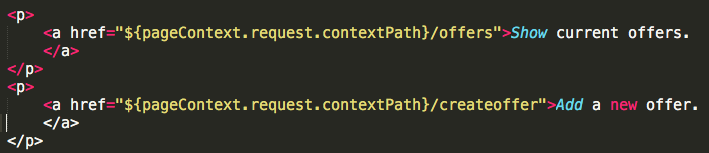 <p>
<a href="${pageContext.request.contextPath}/offers">Show current offers.
</a>
</p>
<p>
<a href="${pageContext.request.contextPath}/createoffer">Add a new offer.
</a>
</p>